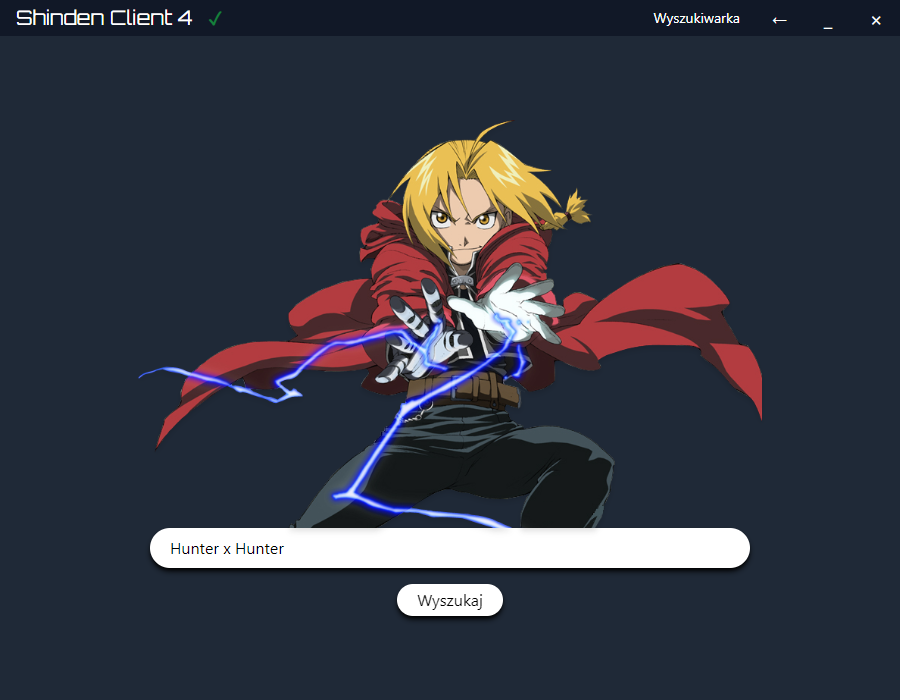 Shinden Client 4 ✓
Wyszukiwarka ← _ ×
Hunter x Hunter
Wyszukaj